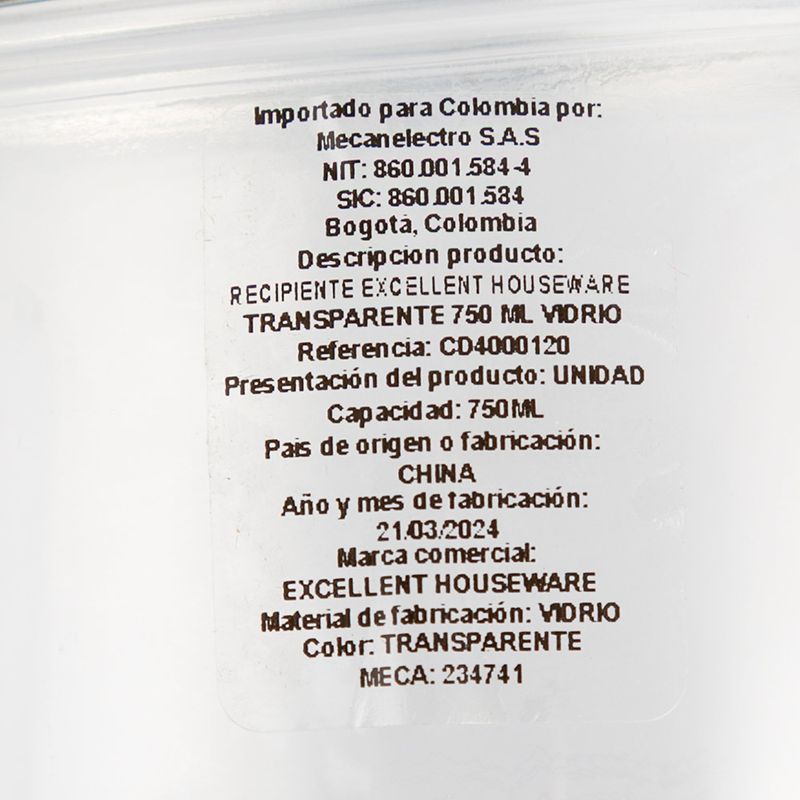 Importado para Colombia por:
Mecanelectro S.A.S
NIT: 860.001.584-4
SIC: 860.001.584
Bogotá, Colombia
Descripcion producto:
RECIPIENTE EXCELLENT HOUSEWARE
TRANSPARENTE 750 ML VIDRIO
Referencia: CD4000120
Presentación del producto: UNIDAD
Capacidad: 750ML
Pais de origen o fabricación:
CHINA
Año y mes de fabricación:
21/03/2024
Marca comercial:
EXCELLENT HOUSEWARE
Material de fabricación: VIDRIO
Color: TRANSPARENTE
MECA: 234741